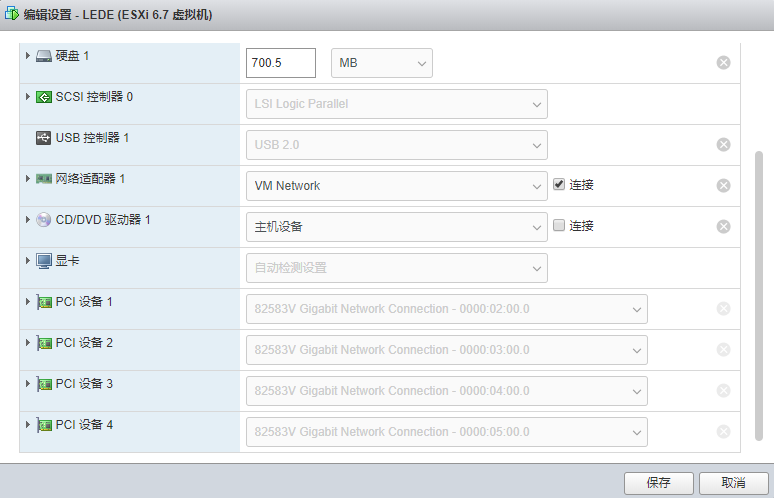 编辑设置 - LEDE (ESXi 6.7 虚拟机)
硬盘 1 700.5 MB
SCSI 控制器 0 LSI Logic Parallel
USB 控制器 1 USB 2.0
网络适配器 1 VM Network 连接
CD/DVD 驱动器 1 主机设备 连接
显卡 自动检测设置
PCI 设备 1 82583V Gigabit Network Connection - 0000:02:00.0
PCI 设备 2 82583V Gigabit Network Connection - 0000:03:00.0
PCI 设备 3 82583V Gigabit Network Connection - 0000:04:00.0
PCI 设备 4 82583V Gigabit Network Connection - 0000:05:00.0
保存 取消